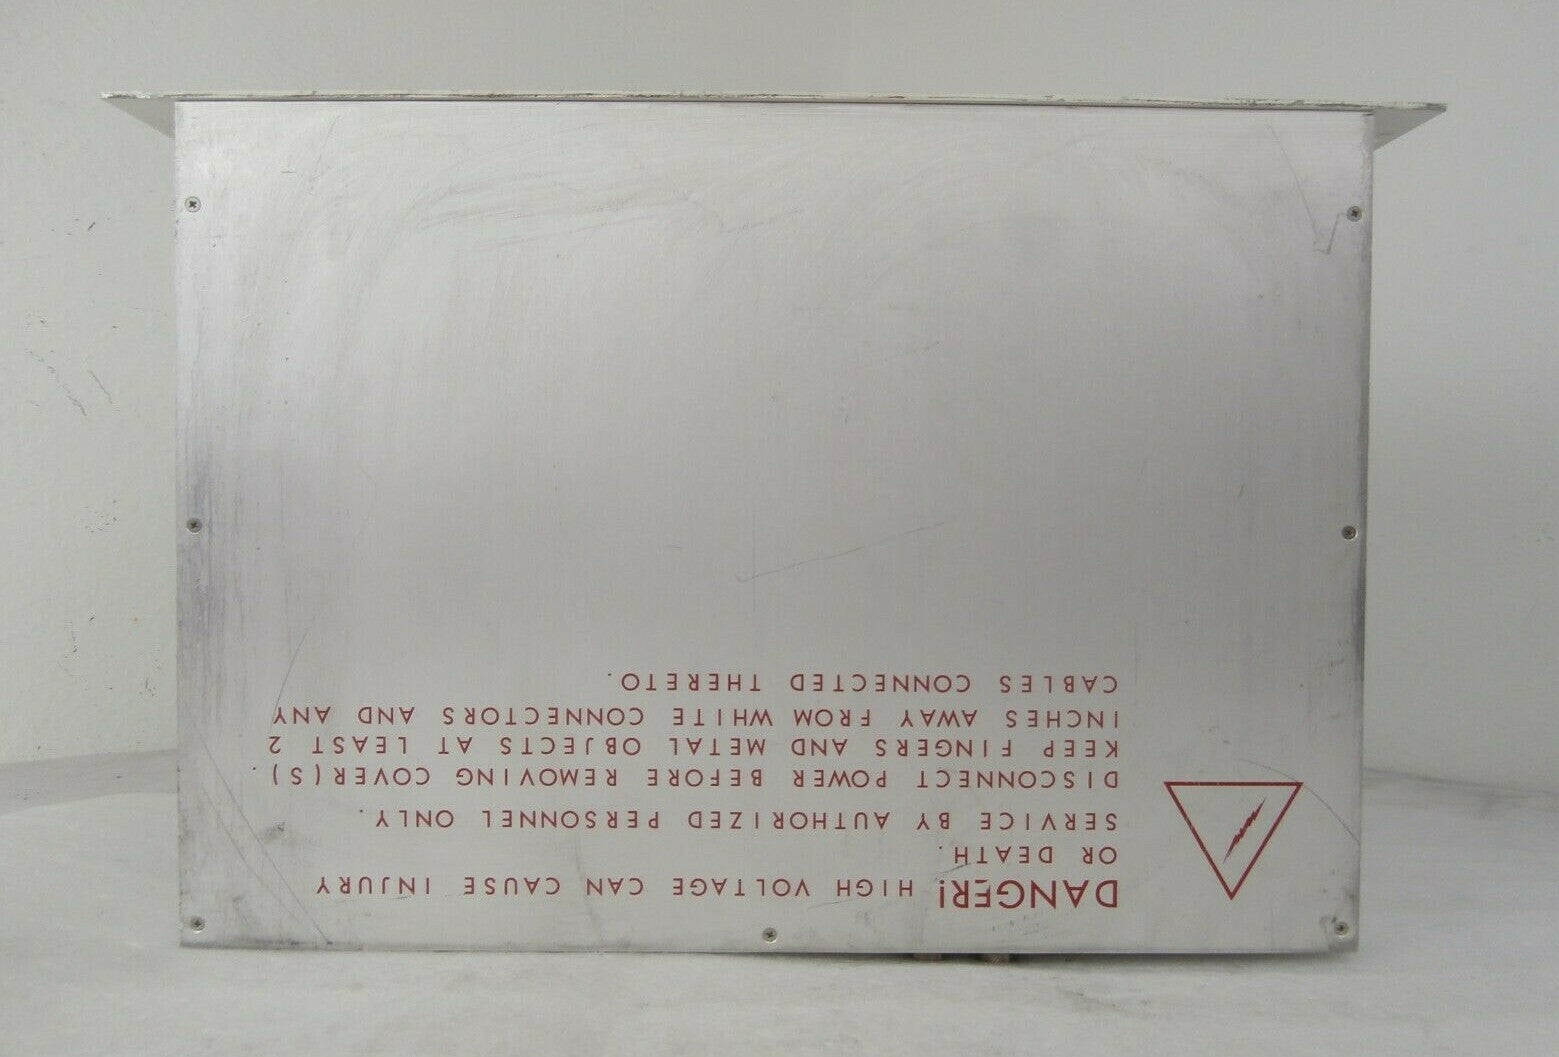 DANGER! HIGH VOLTAGE CAN CAUSE INJURY
OR DEATH.
SERVICE BY AUTHORIZED PERSONNEL ONLY.
DISCONNECT POWER BEFORE REMOVING COVER(S).
KEEP FINGERS AND METAL OBJECTS AT LEAST 2
INCHES AWAY FROM WHITE CONNECTORS AND ANY
CABLES CONNECTED THERETO.